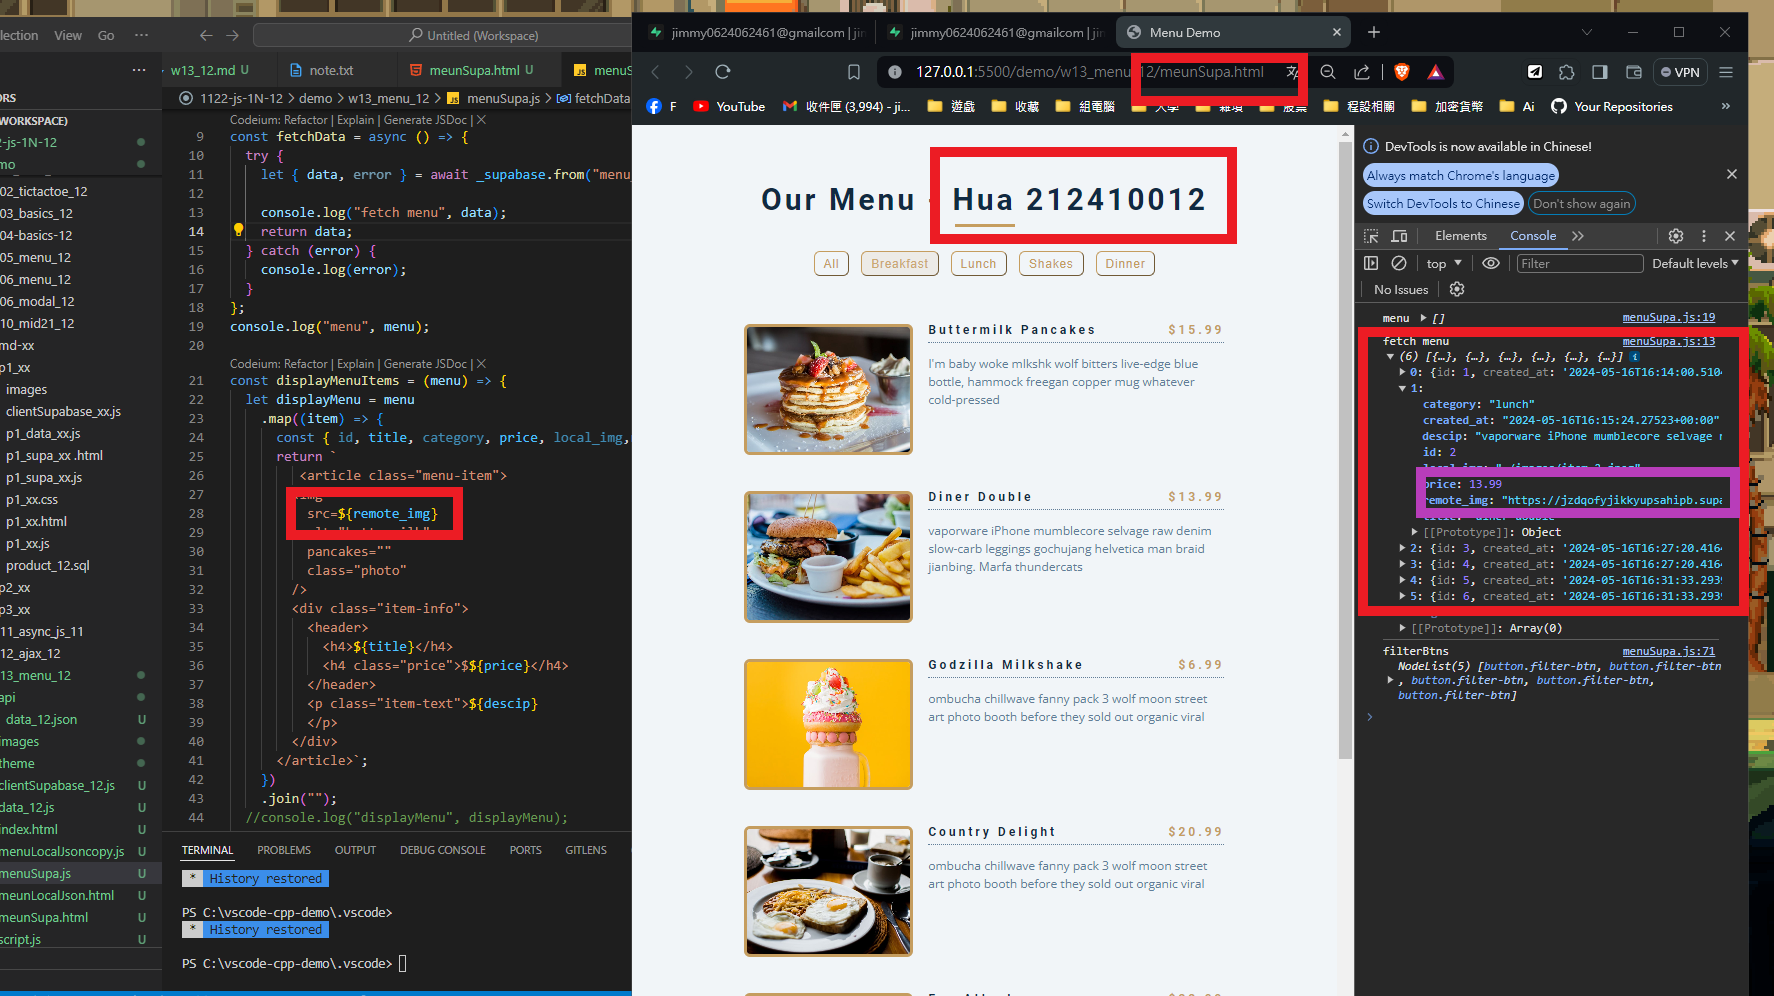 lection View Go ···
Untitled (Workspace)
jimmy0624062461@gmailcom | jin
jimmy0624062461@gmailcom | jin
Menu Demo
w13_12.md U
note.txt
meunSupa.html U
menuS
127.0.0.1:5500/demo/w13_menu_12/meunSupa.html
VPN
ORS
1122-js-1N-12 > demo > w13_menu_12 > menuSupa.js > fetchData
F
YouTube
收件匣 (3,994) - ji...
遊戲
收藏
組電腦
程設相關
加密貨幣
Ai
Your Repositories
WORKSPACE)
2-js-1N-12
mo
02_tictactoe_12
03_basics_12
04-basics-12
05_menu_12
06_menu_12
06_modal_12
10_mid21_12
md-xx
p1_xx
images
clientSupabase_xx.js
p1_data_xx.js
p1_supa_xx .html
p1_supa_xx.js
p1_xx.css
p1_xx.html
p1_xx.js
product_12.sql
p2_xx
p3_xx
11_async_js_11
12_ajax_12
13_menu_12
api
data_12.json U
images
theme
clientSupabase_12.js U
data_12.js U
index.html U
menuLocalJsoncopy.js U
menuSupa.js U
meunLocalJson.html U
meunSupa.html U
script.js U
Codeium: Refactor | Explain | Generate JSDoc | X
9 const fetchData = async () => {
10 try {
11 let { data, error } = await _supabase.from("menu_
12
13 console.log("fetch menu", data);
14 return data;
15 } catch (error) {
16 console.log(error);
17 }
18 };
19 console.log("menu", menu);
20
Codeium: Refactor | Explain | Generate JSDoc | X
21 const displayMenuItems = (menu) => {
22 let displayMenu = menu
23 .map((item) => {
24 const { id, title, category, price, local_img,
25 return `
26 <article class="menu-item">
27 img
28 src=${remote_img}
29
30 pancakes=""
31 class="photo"
32 />
33 <div class="item-info">
34 <header>
35 <h4>${title}</h4>
36 <h4 class="price">$${price}</h4>
37 </header>
38 <p class="item-text">${descip}
39 </p>
40 </div>
41 </article>`;
42 })
43 .join("");
44 //console.log("displayMenu", displayMenu);
TERMINAL PROBLEMS OUTPUT DEBUG CONSOLE PORTS GITLENS
* History restored
PS C:\vscode-cpp-demo\.vscode>
* History restored
PS C:\vscode-cpp-demo\.vscode>
Our Menu Hua 212410012
All
Breakfast
Lunch
Shakes
Dinner
Buttermilk Pancakes $15.99
I'm baby woke mlkshk wolf bitters live-edge blue
bottle, hammock freegan copper mug whatever
cold-pressed
Diner Double $13.99
vaporware iPhone mumblecore selvage raw denim
slow-carb leggings gochujang helvetica man braid
jianbing. Marfa thundercats
Godzilla Milkshake $6.99
ombucha chillwave fanny pack 3 wolf moon street
art photo booth before they sold out organic viral
Country Delight $20.99
ombucha chillwave fanny pack 3 wolf moon street
art photo booth before they sold out organic viral
DevTools is now available in Chinese!
Always match Chrome's language
Switch DevTools to Chinese
Don't show again
Elements Console
top
Filter
Default levels
No Issues
menu [] menuSupa.js:19
fetch menu menuSupa.js:13
(6) [{…}, {…}, {…}, {…}, {…}, {…}]
0: {id: 1, created_at: '2024-05-16T16:14:00.5104
1:
category: "lunch"
created_at: "2024-05-16T16:15:24.27523+00:00"
descip: "vaporware iPhone mumblecore selvage r
id: 2
price: 13.99
remote_img: "https://jzdqofyjikkyupsahipb.supa
[[Prototype]]: Object
2: {id: 3, created_at: '2024-05-16T16:27:20.4164
3: {id: 4, created_at: '2024-05-16T16:27:20.4164
4: {id: 5, created_at: '2024-05-16T16:31:33.2939
5: {id: 6, created_at: '2024-05-16T16:31:33.2939
[[Prototype]]: Array(0)
filterBtns menuSupa.js:71
NodeList(5) [button.filter-btn, button.filter-btn
, button.filter-btn, button.filter-btn,
button.filter-btn]